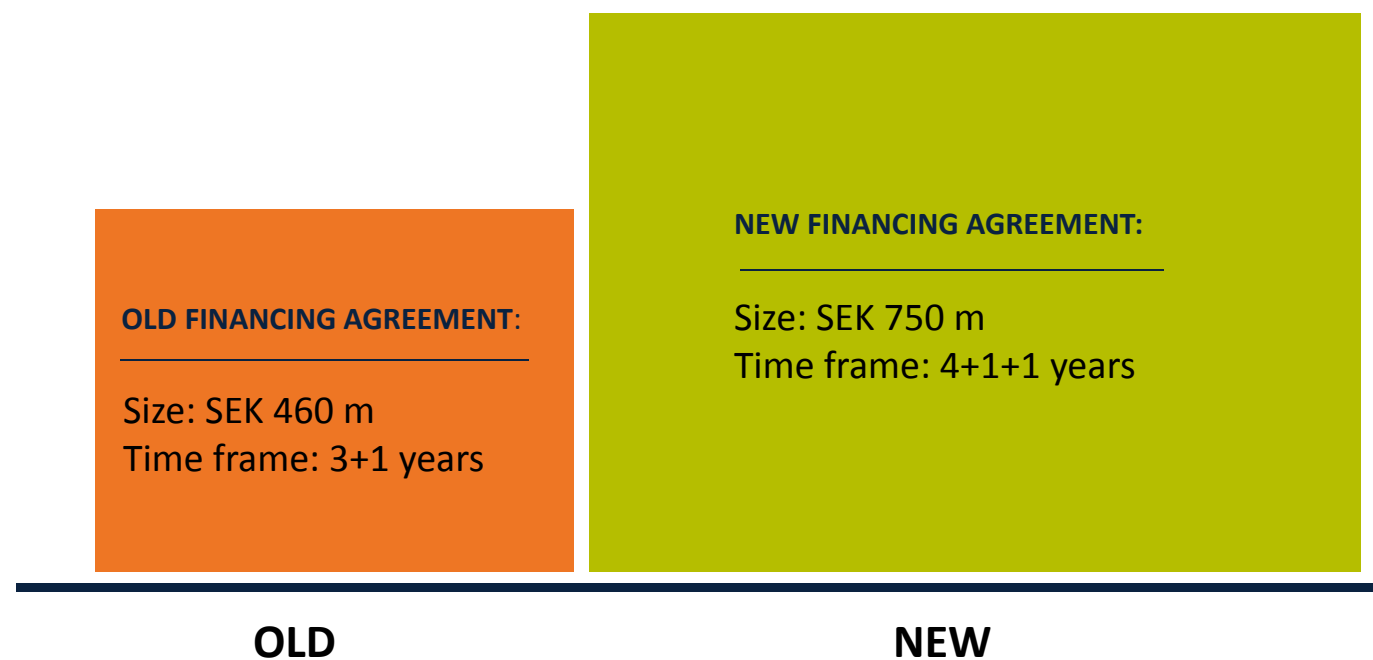 OLD FINANCING AGREEMENT:
Size: SEK 460 m
Time frame: 3+1 years
NEW FINANCING AGREEMENT:
Size: SEK 750 m
Time frame: 4+1+1 years
OLD
NEW